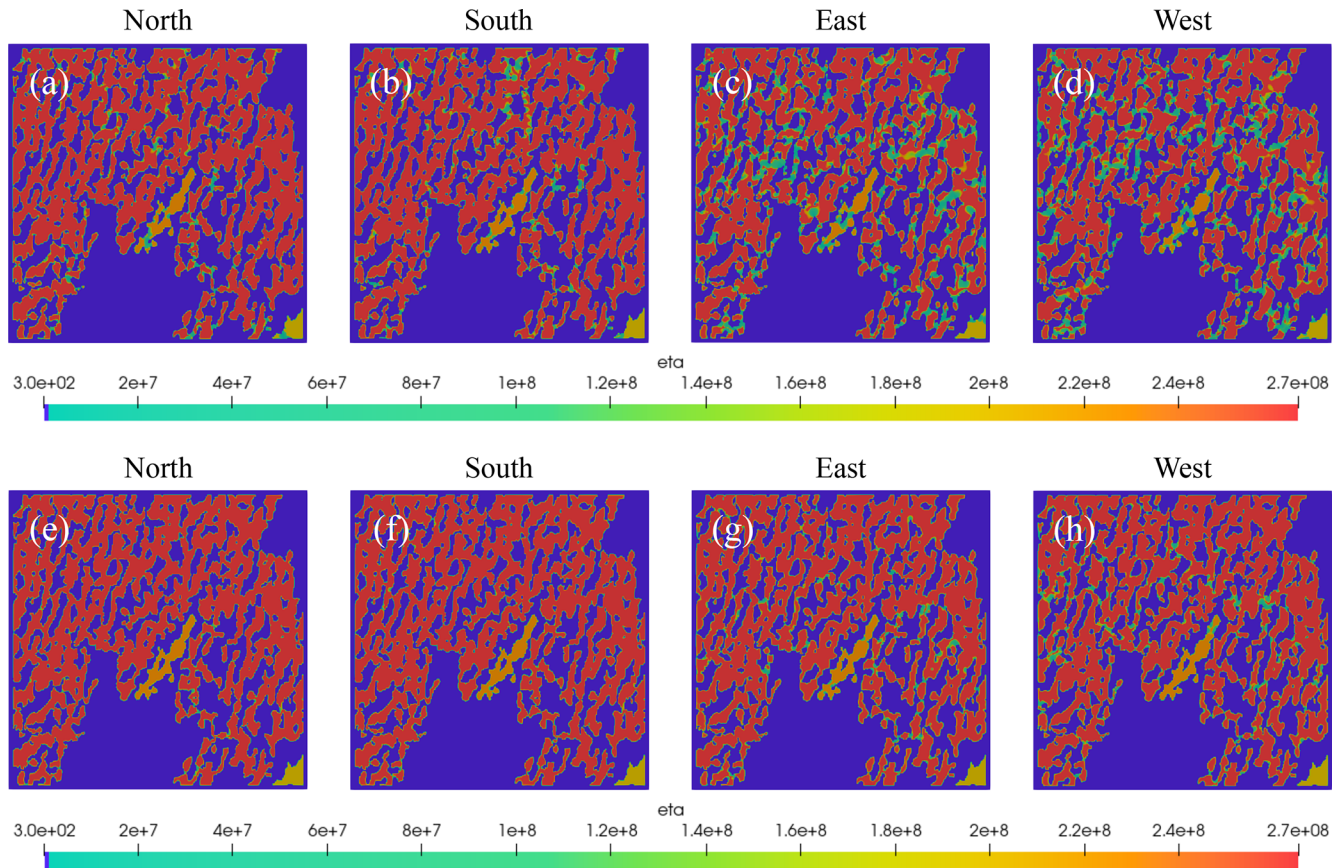 North South East West
(a) (b) (c) (d)
eta
3.0e+02 2e+7 4e+7 6e+7 8e+7 1e+8 1.2e+8 1.4e+8 1.6e+8 1.8e+8 2e+8 2.2e+8 2.4e+8 2.7e+08
North South East West
(e) (f) (g) (h)
eta
3.0e+02 2e+7 4e+7 6e+7 8e+7 1e+8 1.2e+8 1.4e+8 1.6e+8 1.8e+8 2e+8 2.2e+8 2.4e+8 2.7e+08